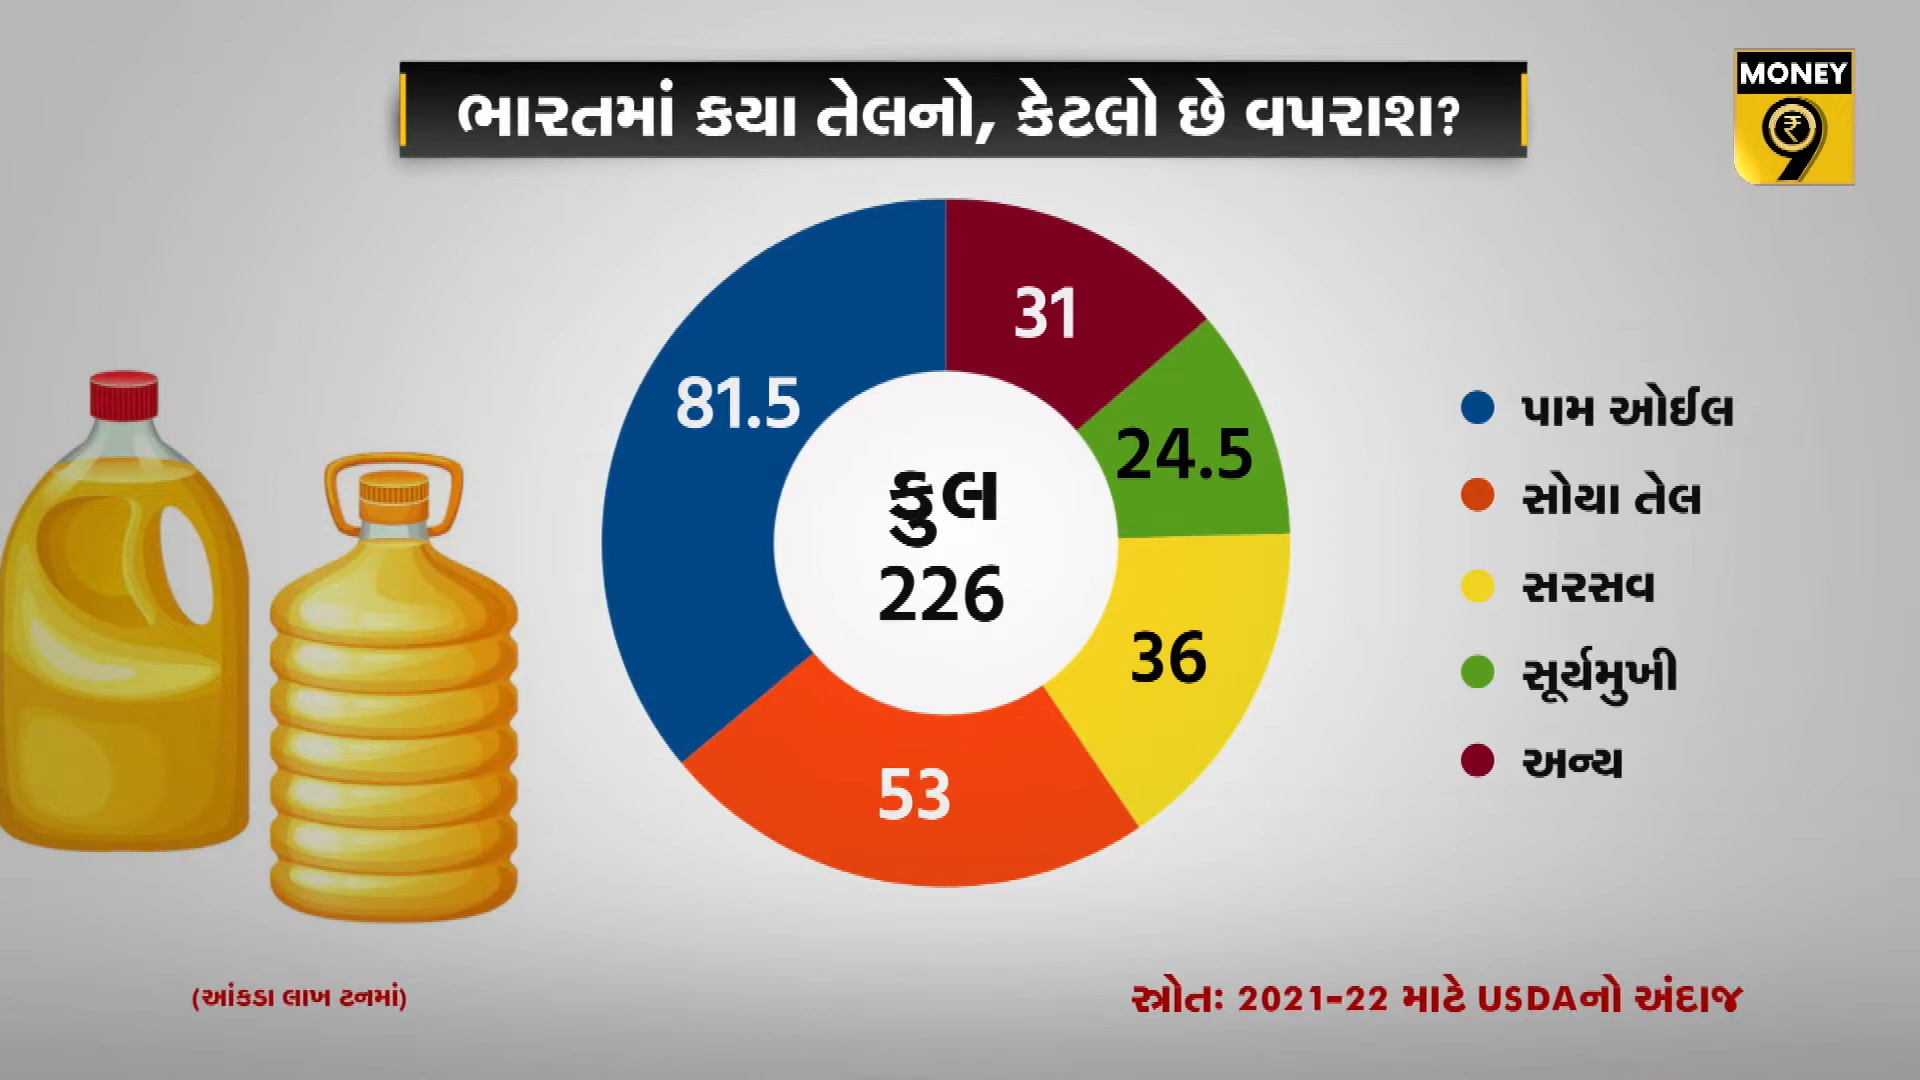 ભારતમાં કયા તેલનો, કેટલો છે વપરાશ?
MONEY
9
₹
31
81.5
24.5
કુલ
226
36
53
પામ ઓઈલ
સોયા તેલ
સરસવ
સૂર્યમુખી
અન્ય
(આંકડા લાખ ટનમાં)
સ્ત્રોતઃ 2021-22 માટે USDAનો અંદાજ